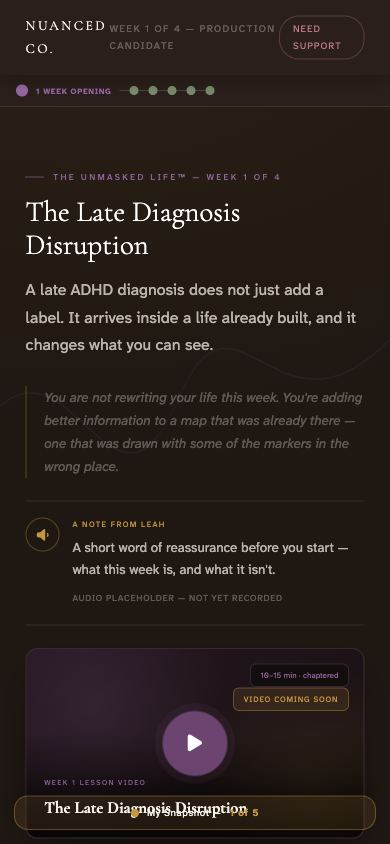 NUANCED CO.
WEEK 1 OF 4 — PRODUCTION CANDIDATE
NEED SUPPORT
1 WEEK OPENING
THE UNMASKED LIFE™ — WEEK 1 OF 4
The Late Diagnosis
Disruption
A late ADHD diagnosis does not just add a
label. It arrives inside a life already built, and it
changes what you can see.
You are not rewriting your life this week. You're adding
better information to a map that was already there —
one that was drawn with some of the markers in the
wrong place.
A NOTE FROM LEAH
A short word of reassurance before you start —
what this week is, and what it isn't.
AUDIO PLACEHOLDER — NOT YET RECORDED
10–15 min · chaptered
VIDEO COMING SOON
WEEK 1 LESSON VIDEO
The Late Diagnosis Disruption
My Snapshot
1 of 5